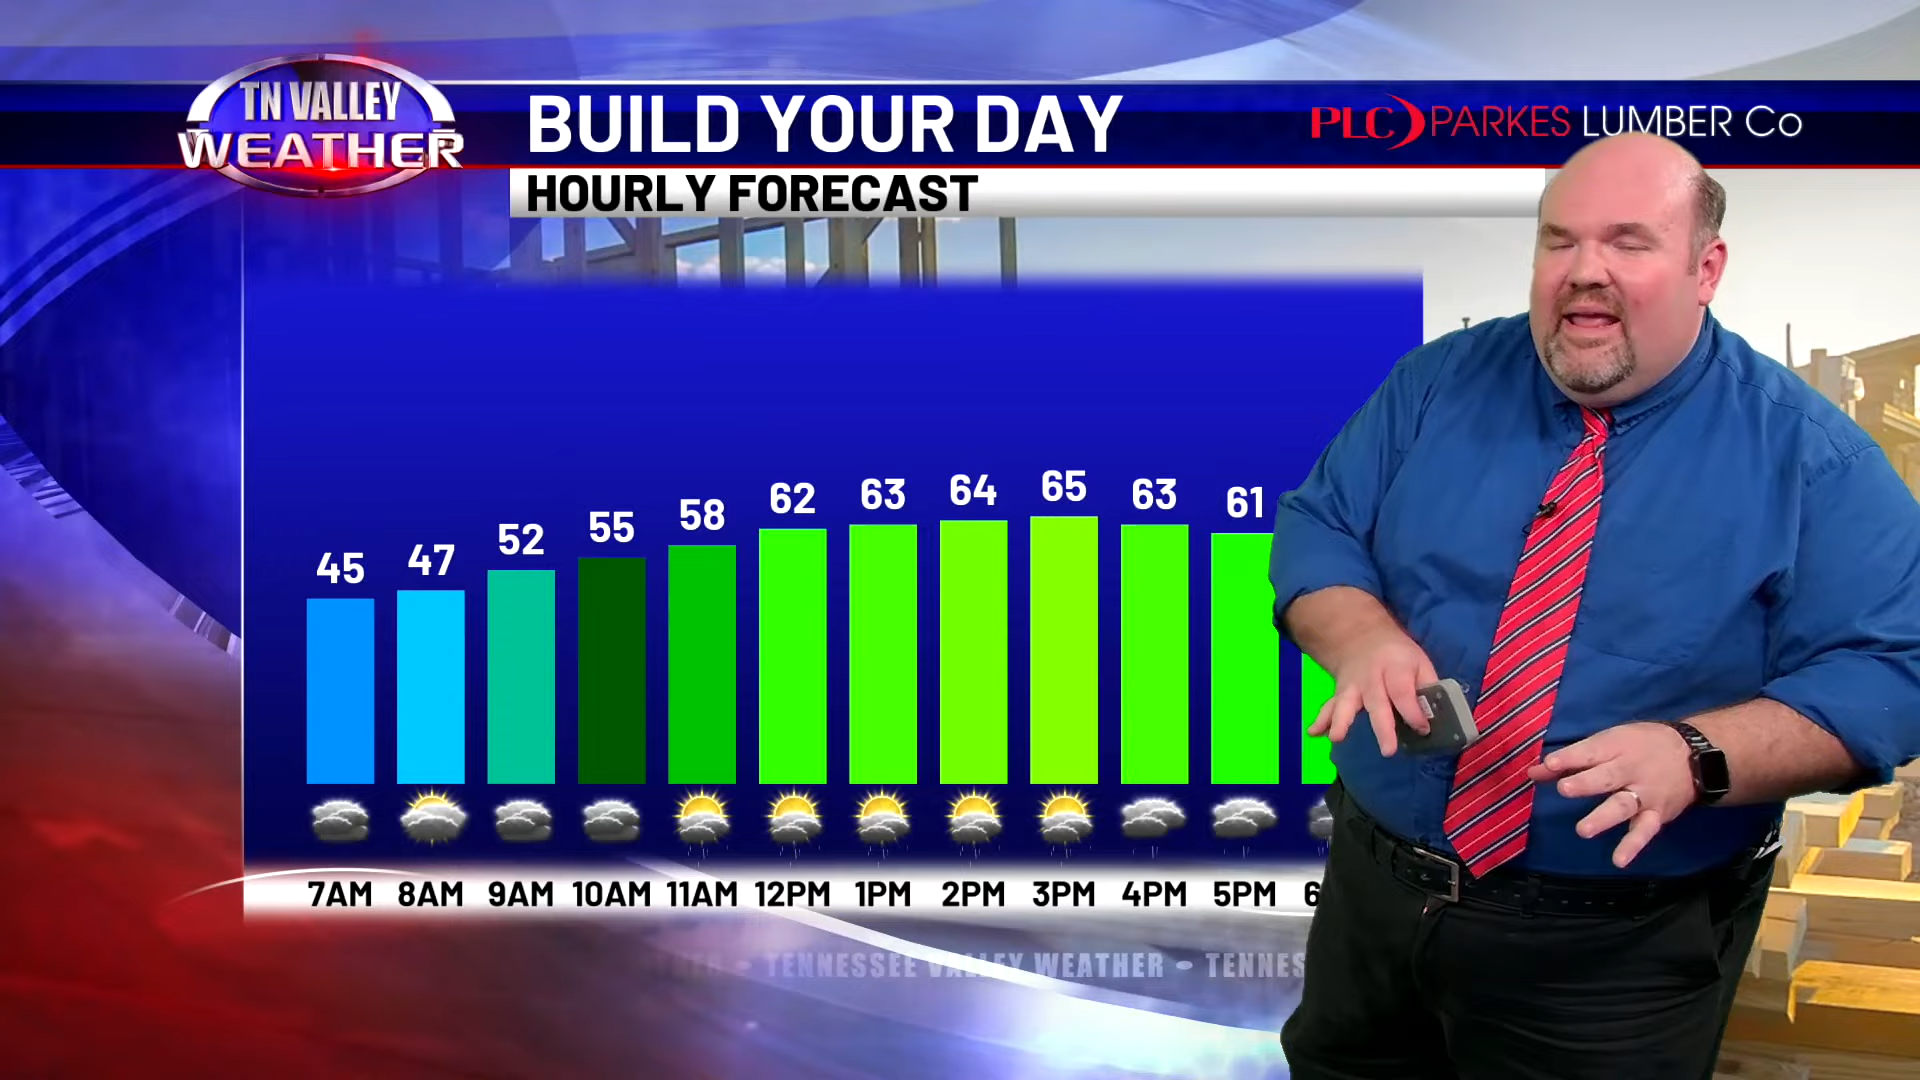 TN VALLEY
WEATHER
BUILD YOUR DAY
PLC PARKES LUMBER Co
HOURLY FORECAST
45 47 52 55 58 62 63 64 65 63 61
7AM 8AM 9AM 10AM 11AM 12PM 1PM 2PM 3PM 4PM 5PM 6
TENNESSEE VALLEY WEATHER • TENNES